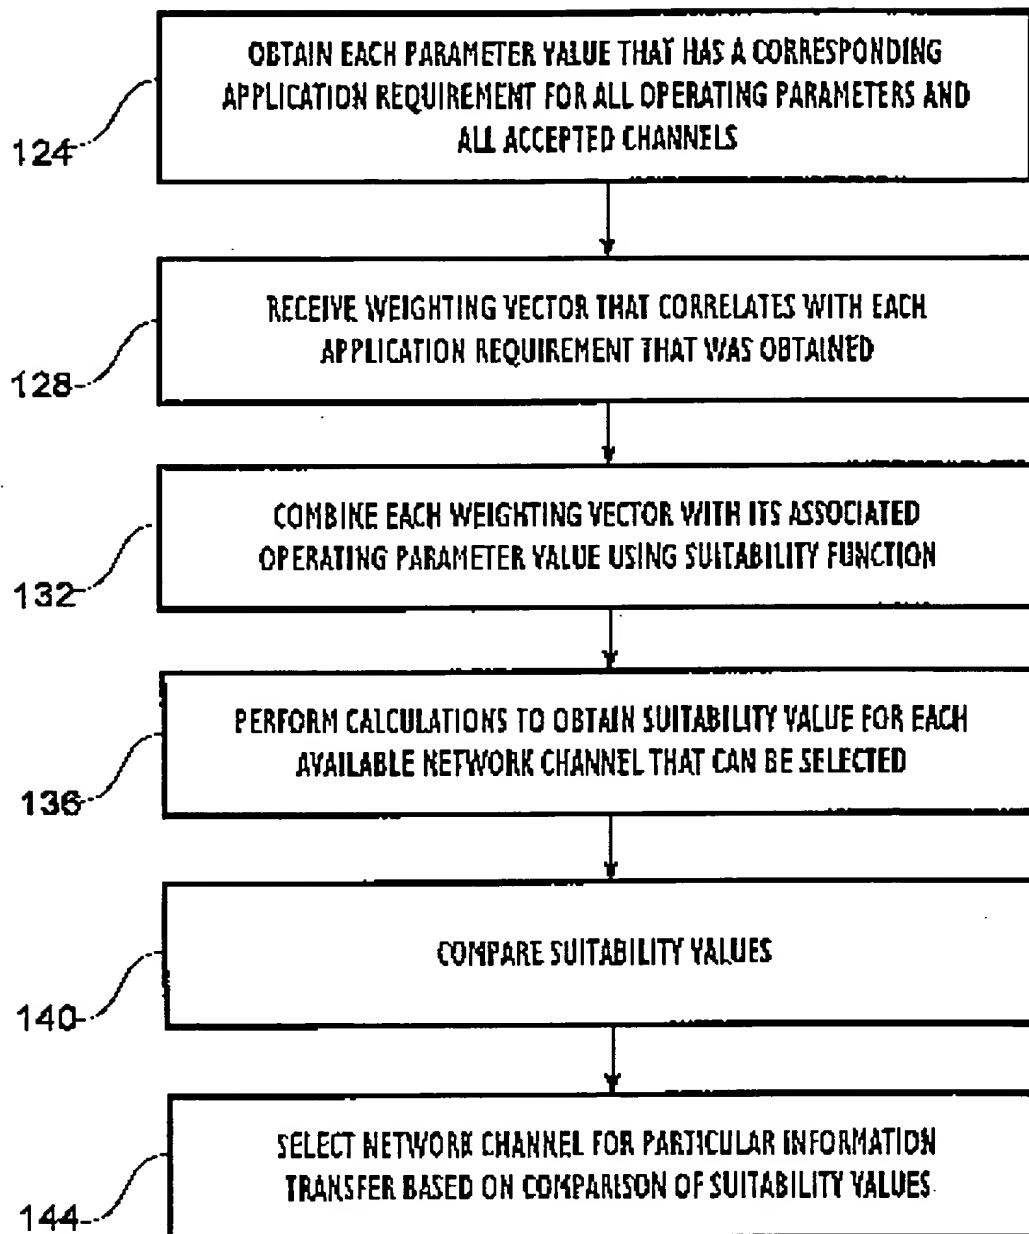 OBTAIN EACH PARAMETER VALUE THAT HAS A CORRESPONDING
APPLICATION REQUIREMENT FOR ALL OPERATING PARAMETERS AND
ALL ACCEPTED CHANNELS
124
RECEIVE WEIGHTING VECTOR THAT CORRELATES WITH EACH
APPLICATION REQUIREMENT THAT WAS OBTAINED
128
COMBINE EACH WEIGHTING VECTOR WITH ITS ASSOCIATED
OPERATING PARAMETER VALUE USING SUITABILITY FUNCTION
132
PERFORM CALCULATIONS TO OBTAIN SUITABILITY VALUE FOR EACH
AVAILABLE NETWORK CHANNEL THAT CAN BE SELECTED
136
COMPARE SUITABILITY VALUES
140
SELECT NETWORK CHANNEL FOR PARTICULAR INFORMATION
TRANSFER BASED ON COMPARISON OF SUITABILITY VALUES
144